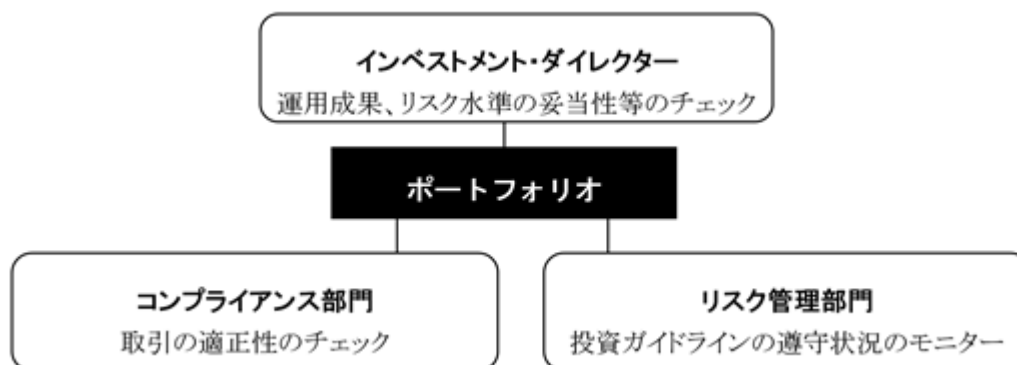 インベストメント・ダイレクター
運用成果、リスク水準の妥当性等のチェック
ポートフォリオ
コンプライアンス部門
取引の適正性のチェック
リスク管理部門
投資ガイドラインの遵守状況のモニター